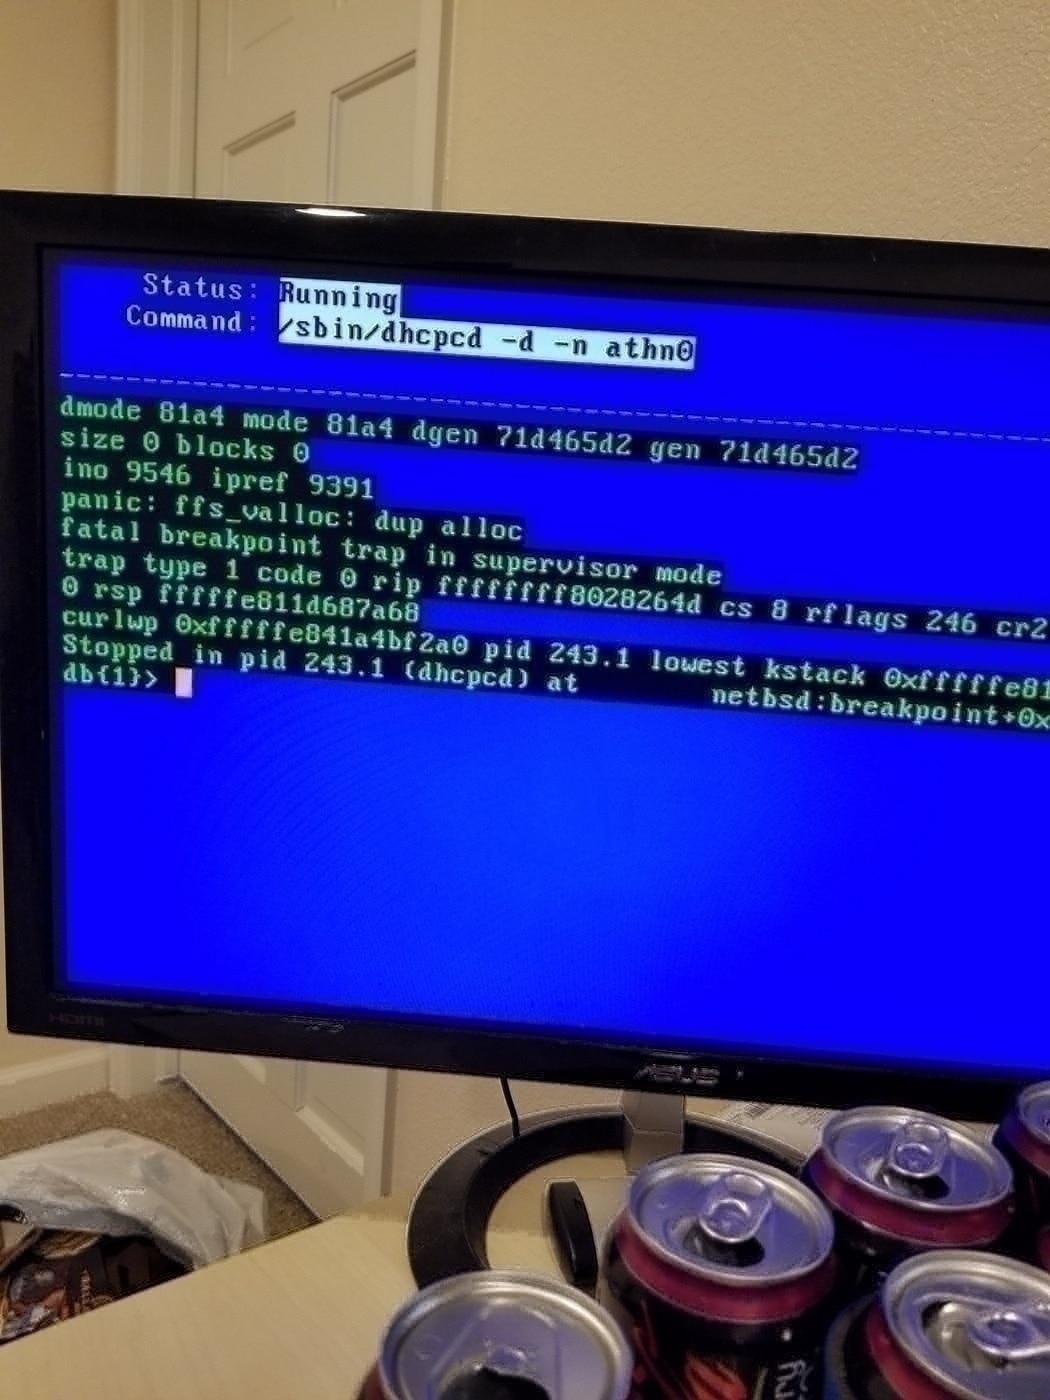 Status: Running
Command: /sbin/dhcpcd -d -n athn0
dmode 81a4 mode 81a4 dgen 71d465d2 gen 71d465d2
size 0 blocks 0
ino 9546 ipref 9391
panic: ffs_valloc: dup alloc
fatal breakpoint trap in supervisor mode
trap type 1 code 0 rip ffffffff8028264d cs 8 rflags 246 cr2
0 rsp fffffe811d687a68
curlwp 0xfffffe841a4bf2a0 pid 243.1 lowest kstack 0xfffffe81
Stopped in pid 243.1 (dhcpcd) at netbsd:breakpoint+0x
db{1}>
HDMI
ASUS